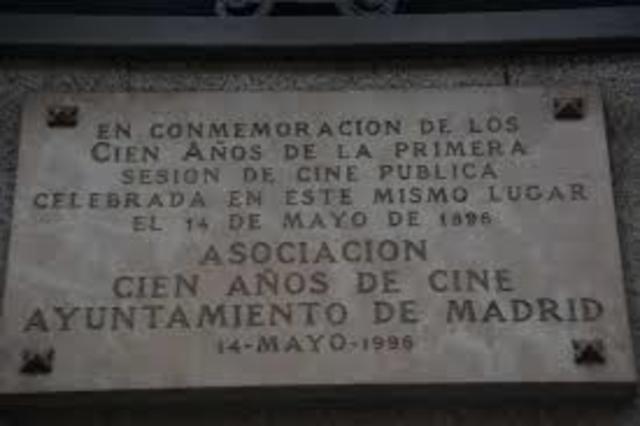 EN CONMEMORACION DE LOS
CIEN AÑOS DE LA PRIMERA
SESION DE CINE PUBLICA
CELEBRADA EN ESTE MISMO LUGAR
EL 14 DE MAYO DE 1896
ASOCIACION
CIEN AÑOS DE CINE
AYUNTAMIENTO DE MADRID
14-MAYO-1996